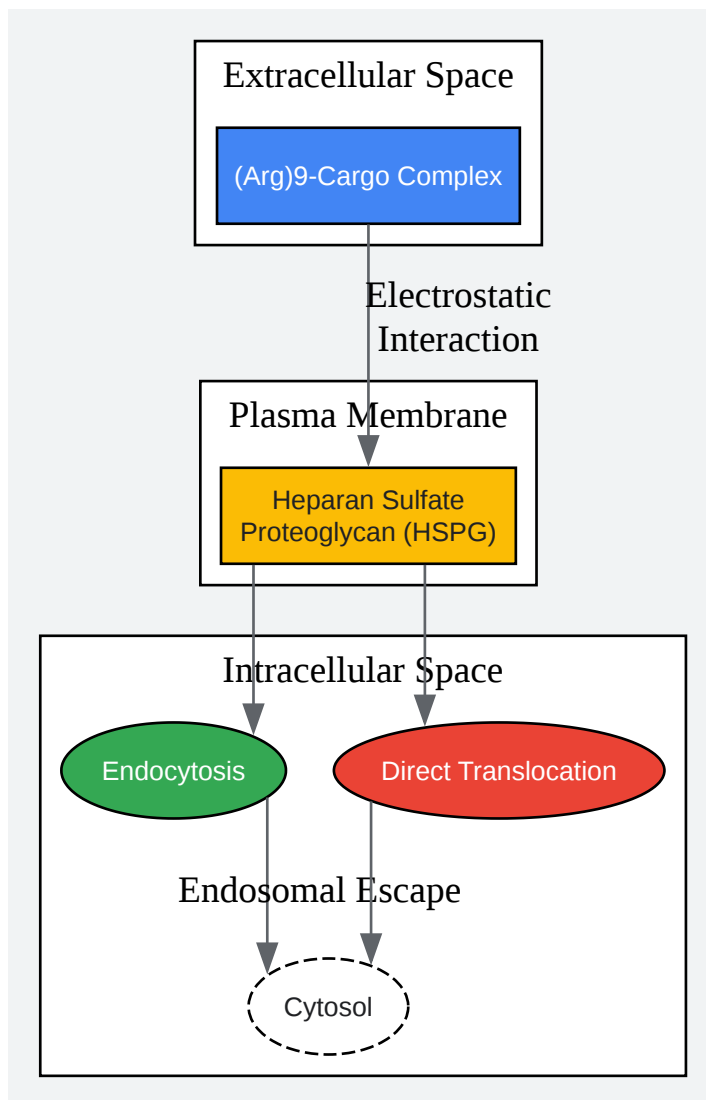 Extracellular Space
(Arg)9-Cargo Complex
Electrostatic
Interaction
Plasma Membrane
Heparan Sulfate
Proteoglycan (HSPG)
Intracellular Space
Endocytosis
Direct Translocation
Endosomal Escape
Cytosol